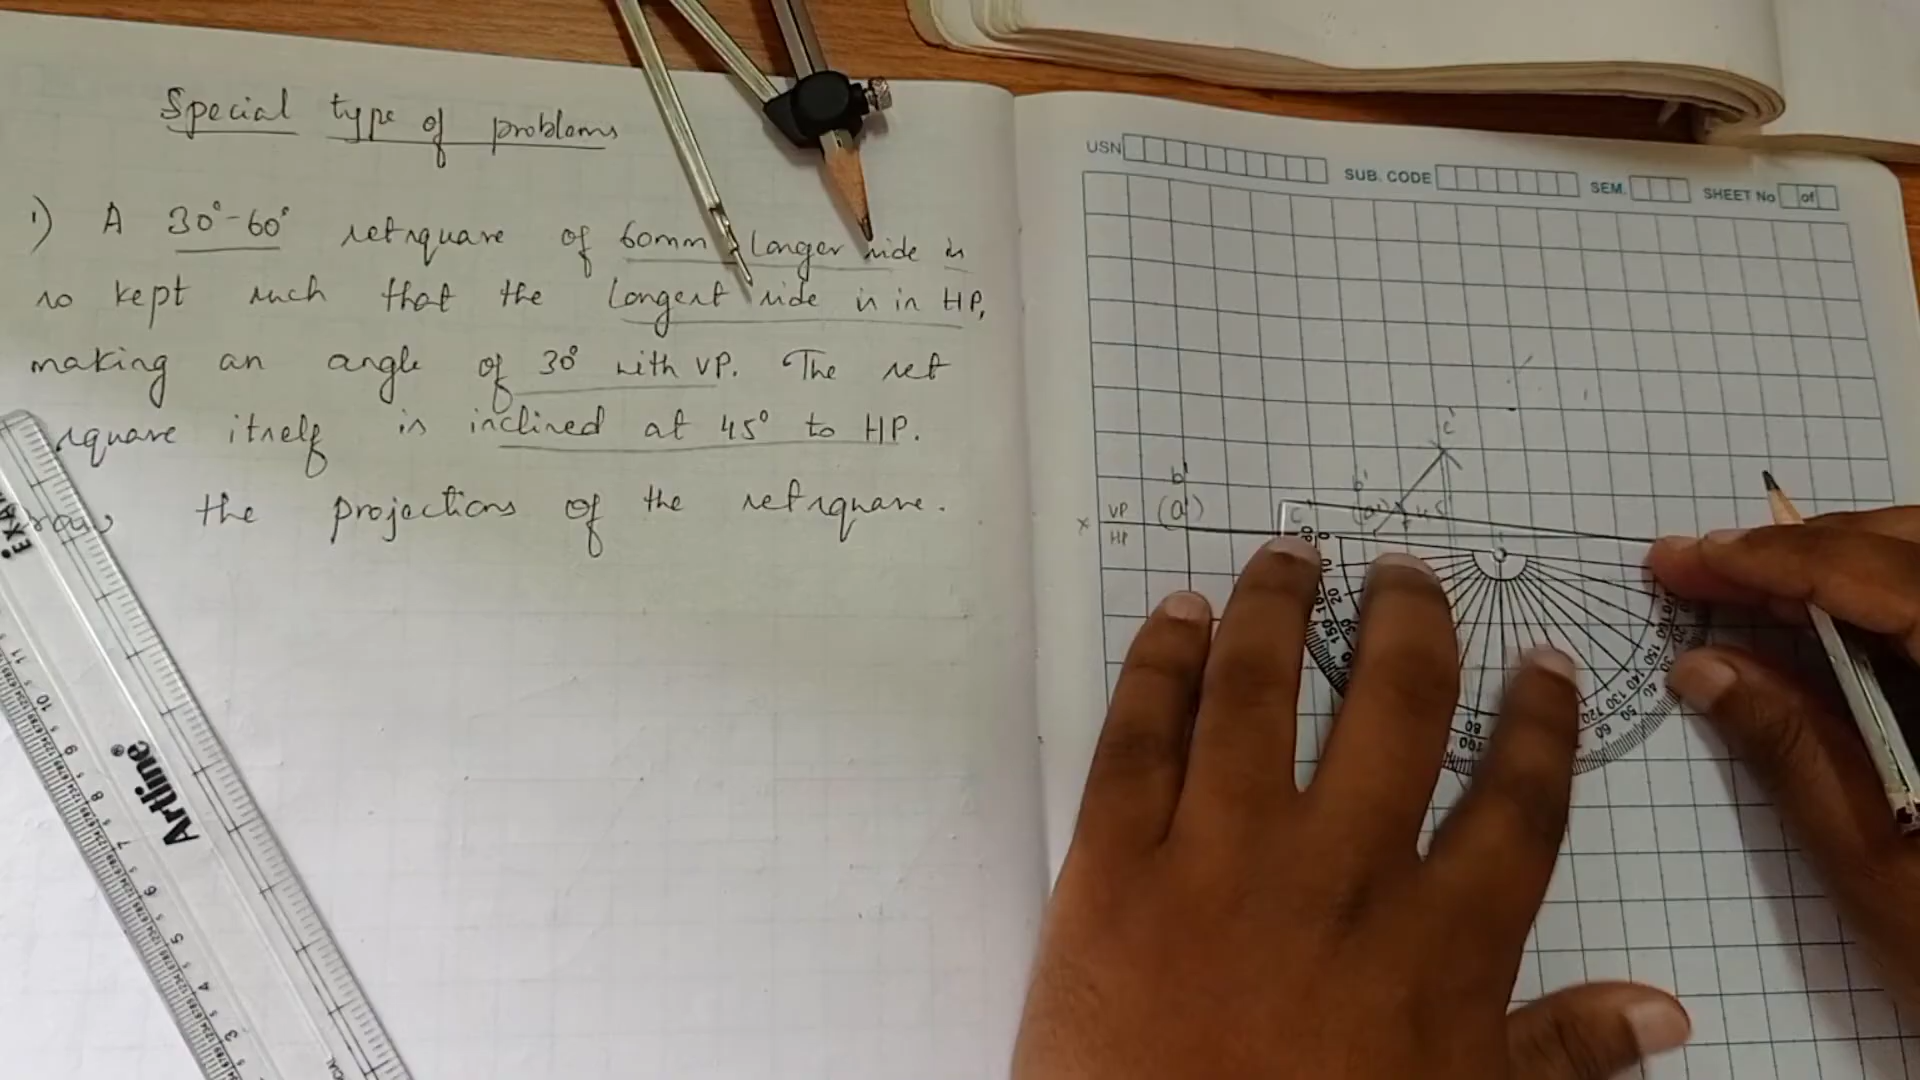 Special type of problems
1) A 30°-60° setsquare of 60mm longer side is
so kept such that the longest side is in HP,
making an angle of 30° with VP. The set
square itself is inclined at 45° to HP.
the projections of the setsquare.
USN
SUB. CODE
SEM.
SHEET No of
c'
b' b'
VP (a') c' (a') 45
X
HP
Artline